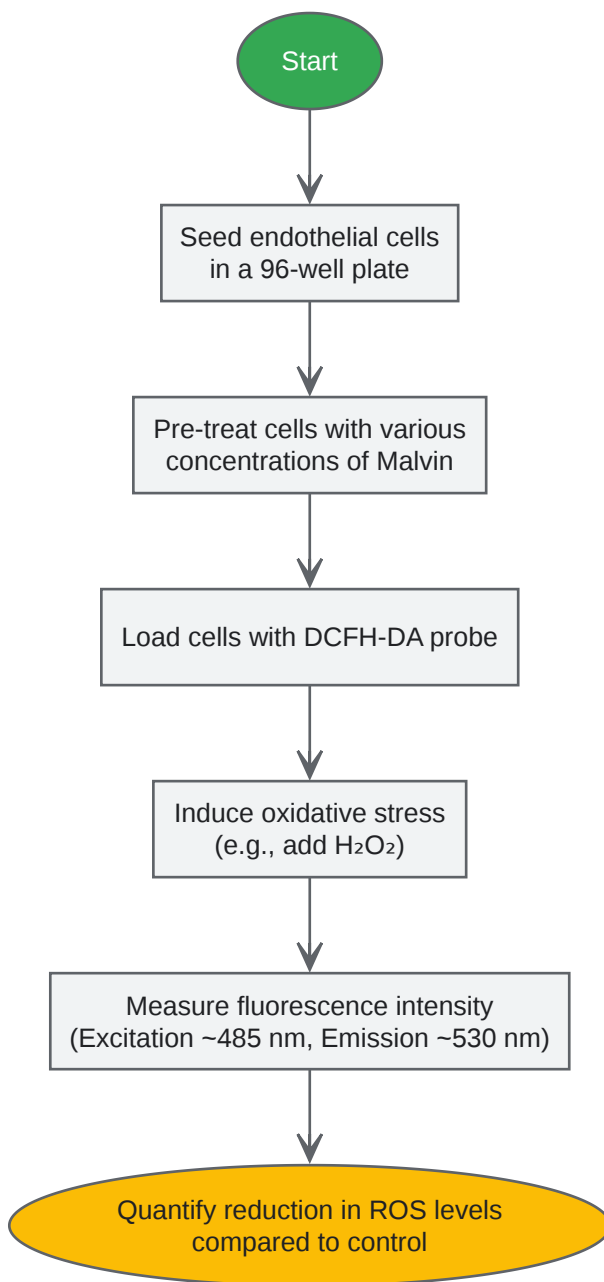 Start
Seed endothelial cells
in a 96-well plate
Pre-treat cells with various
concentrations of Malvin
Load cells with DCFH-DA probe
Induce oxidative stress
(e.g., add H₂O₂)
Measure fluorescence intensity
(Excitation ~485 nm, Emission ~530 nm)
Quantify reduction in ROS levels
compared to control